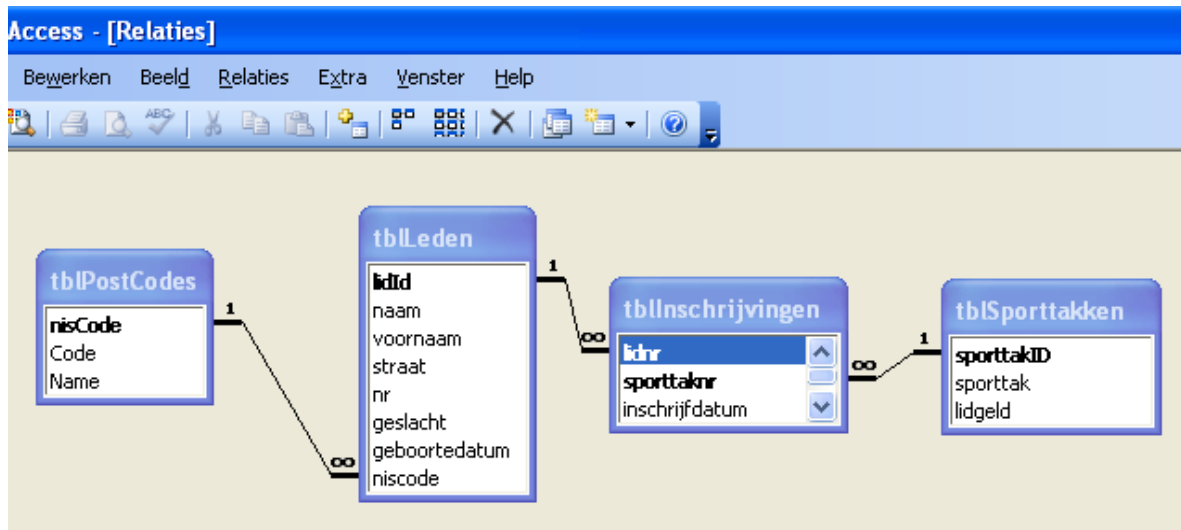 Access - [Relaties]
Bewerken Beeld Relaties Extra Venster Help
ABC
tblPostCodes
nisCode
Code
Name
1
∞
tblLeden
lidId
naam
voornaam
straat
nr
geslacht
geboortedatum
niscode
1
∞
tblInschrijvingen
lidnr
sporttaknr
inschrijfdatum
∞
1
tblSporttakken
sporttakID
sporttak
lidgeld